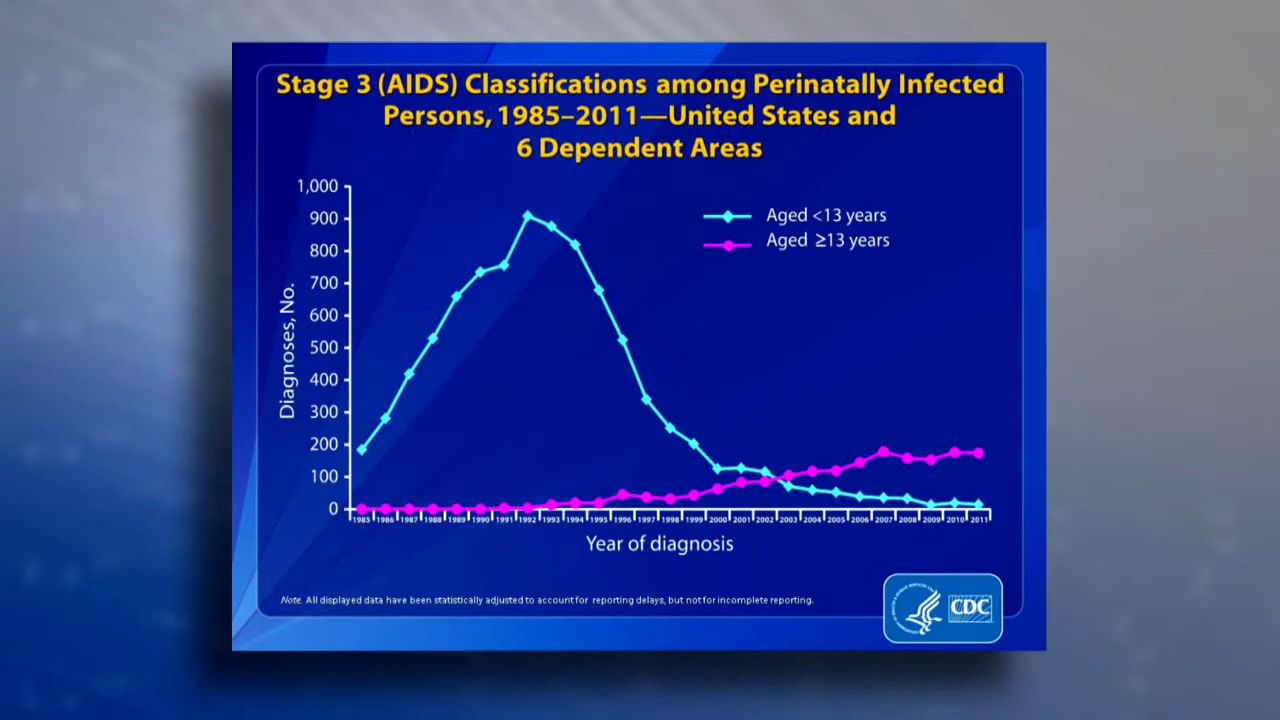 Stage 3 (AIDS) Classifications among Perinatally Infected
Persons, 1985–2011—United States and
6 Dependent Areas
1,000
900
800
700
600
500
400
300
200
100
0
Diagnoses, No.
Aged <13 years
Aged ≥13 years
1985 1986 1987 1988 1989 1990 1991 1992 1993 1994 1995 1996 1997 1998 1999 2000 2001 2002 2003 2004 2005 2006 2007 2008 2009 2010 2011
Year of diagnosis
Note. All displayed data have been statistically adjusted to account for reporting delays, but not for incomplete reporting.
CDC